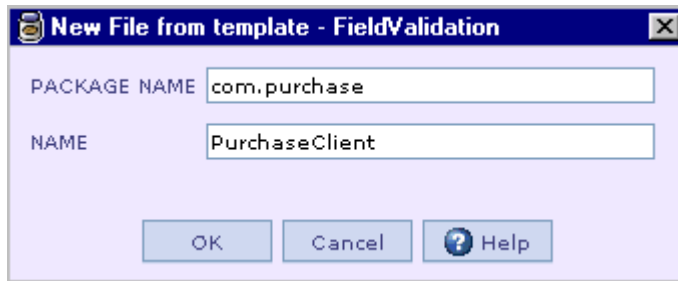 New File from template - FieldValidation
PACKAGE NAME com.purchase
NAME PurchaseClient
OK Cancel Help